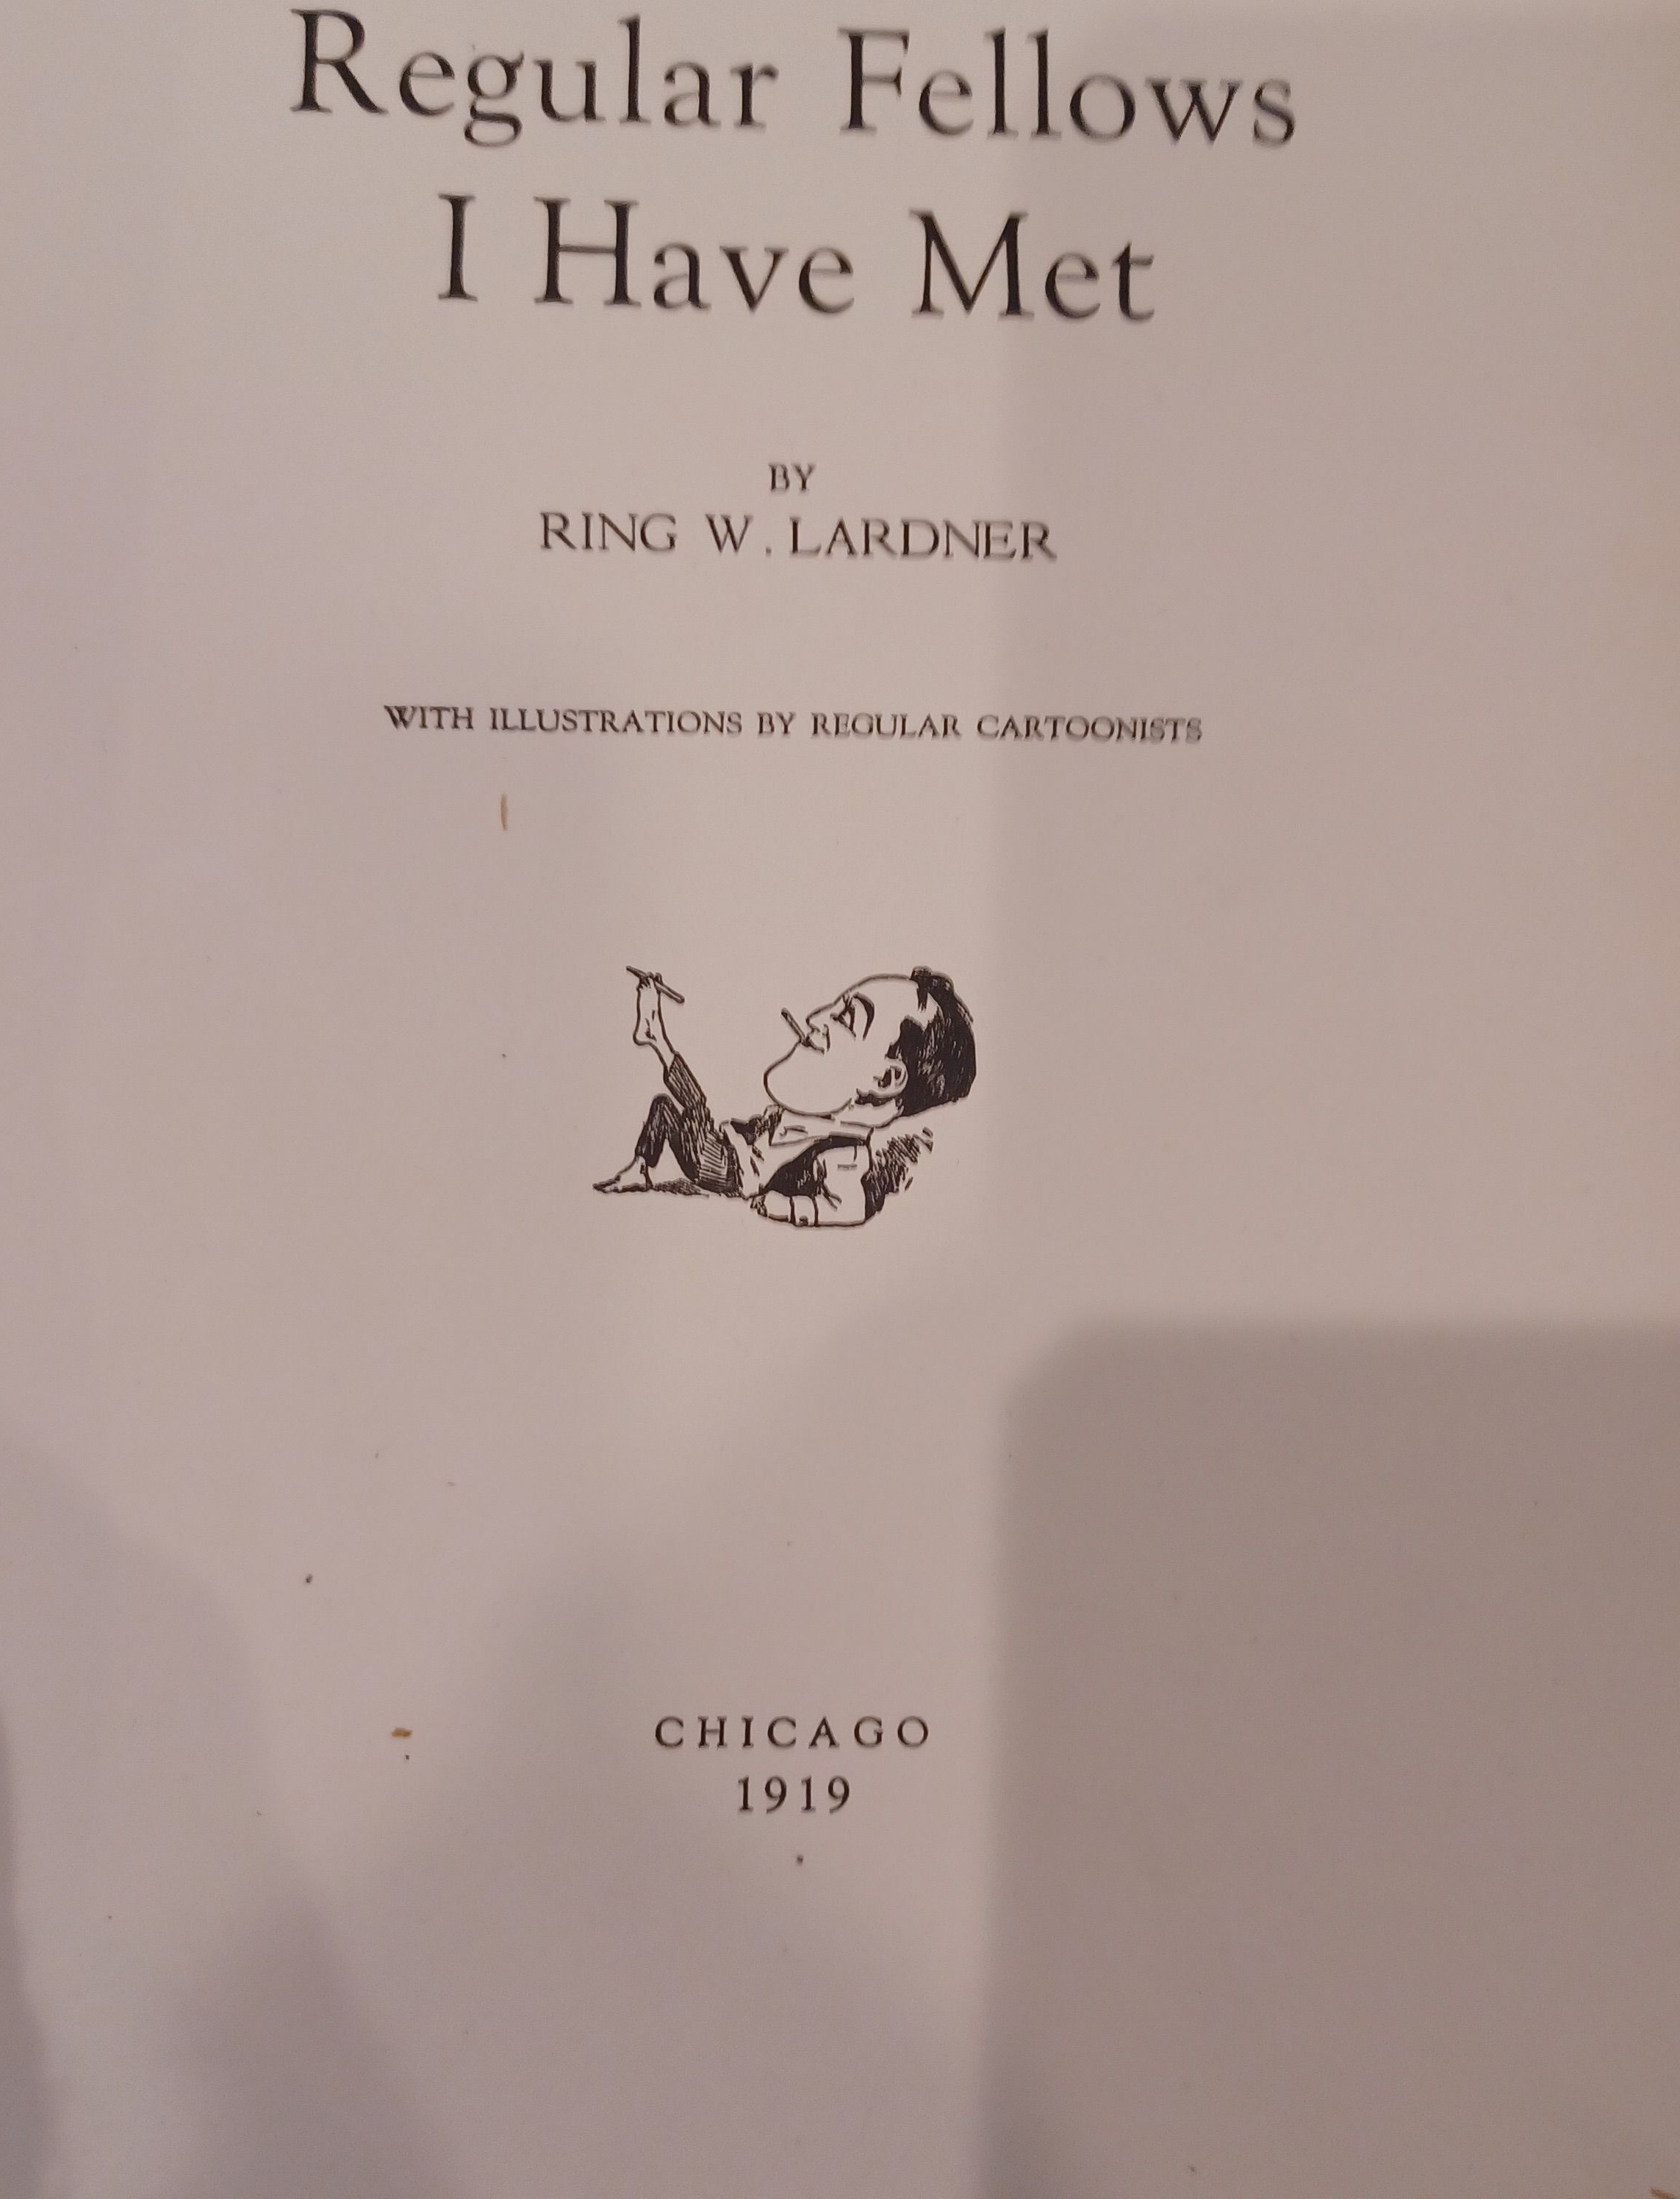 Regular Fellows
I Have Met
BY
RING W. LARDNER
WITH ILLUSTRATIONS BY REGULAR CARTOONISTS
CHICAGO
1919